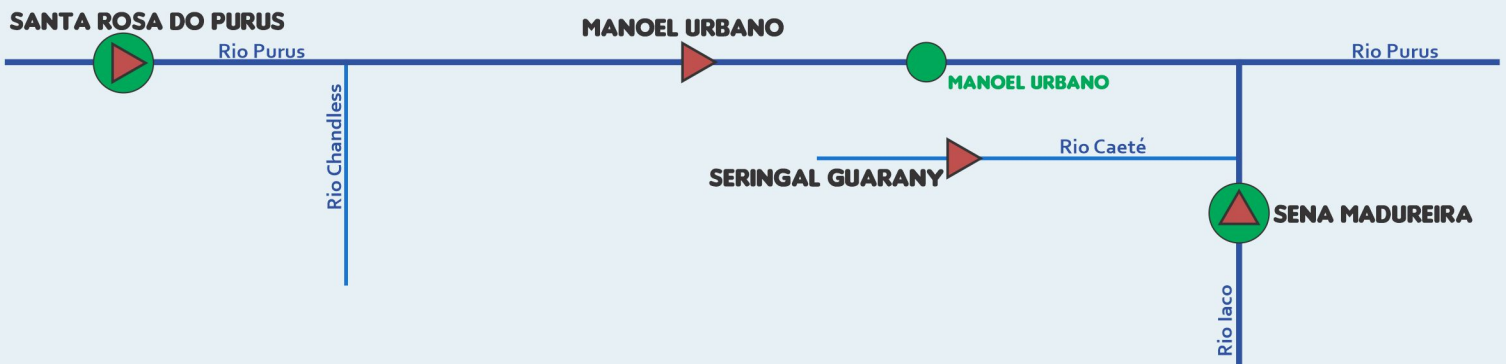 SANTA ROSA DO PURUS
MANOEL URBANO
Rio Purus
Rio Purus
MANOEL URBANO
Rio Chandless
Rio Caeté
SERINGAL GUARANY
SENA MADUREIRA
Rio Iaco